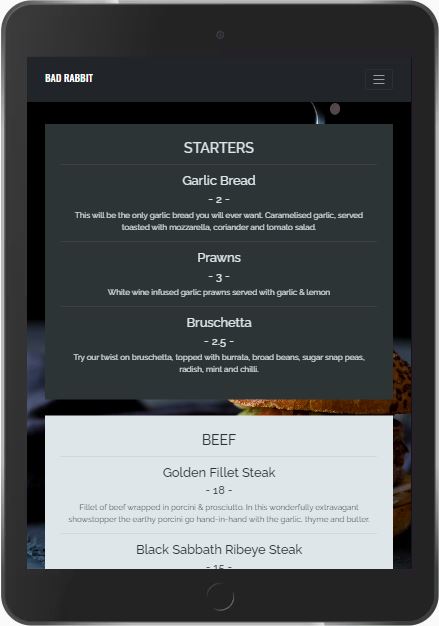 BAD RABBIT
STARTERS
Garlic Bread
- 2 -
This will be the only garlic bread you will ever want. Caramelised garlic, served
toasted with mozzarella, coriander and tomato salad.
Prawns
- 3 -
White wine infused garlic prawns served with garlic & lemon
Bruschetta
- 2.5 -
Try our twist on bruschetta, topped with burrata, broad beans, sugar snap peas,
radish, mint and chilli.
BEEF
Golden Fillet Steak
- 18 -
Fillet of beef wrapped in porcini & prosciutto. In this wonderfully extravagant
showstopper the earthy porcini go hand-in-hand with the garlic, thyme and butter.
Black Sabbath Ribeye Steak
- 15 -